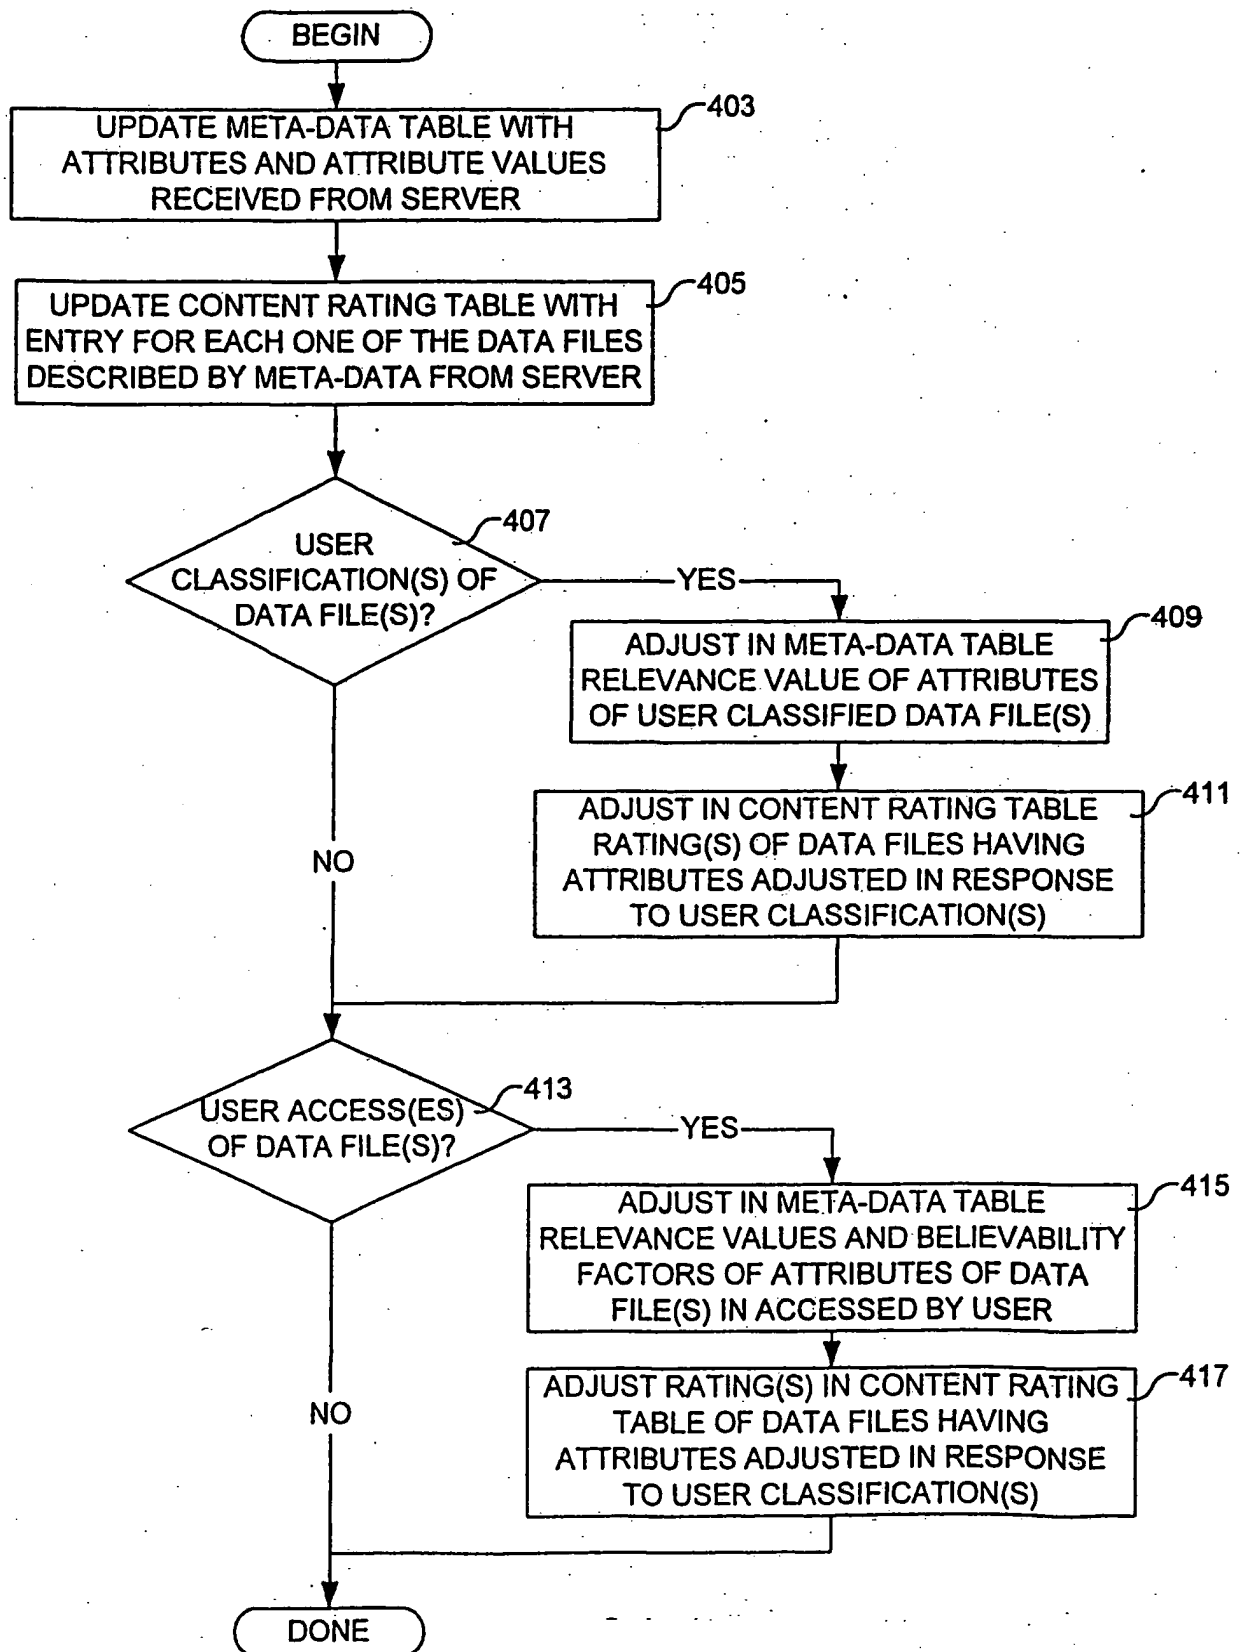 BEGIN
403
UPDATE META-DATA TABLE WITH
ATTRIBUTES AND ATTRIBUTE VALUES
RECEIVED FROM SERVER
405
UPDATE CONTENT RATING TABLE WITH
ENTRY FOR EACH ONE OF THE DATA FILES
DESCRIBED BY META-DATA FROM SERVER
407
USER
CLASSIFICATION(S) OF
DATA FILE(S)?
YES
409
ADJUST IN META-DATA TABLE
RELEVANCE VALUE OF ATTRIBUTES
OF USER CLASSIFIED DATA FILE(S)
411
ADJUST IN CONTENT RATING TABLE
RATING(S) OF DATA FILES HAVING
ATTRIBUTES ADJUSTED IN RESPONSE
TO USER CLASSIFICATION(S)
NO
413
USER ACCESS(ES)
OF DATA FILE(S)?
YES
415
ADJUST IN META-DATA TABLE
RELEVANCE VALUES AND BELIEVABILITY
FACTORS OF ATTRIBUTES OF DATA
FILE(S) IN ACCESSED BY USER
417
ADJUST RATING(S) IN CONTENT RATING
TABLE OF DATA FILES HAVING
ATTRIBUTES ADJUSTED IN RESPONSE
TO USER CLASSIFICATION(S)
NO
DONE